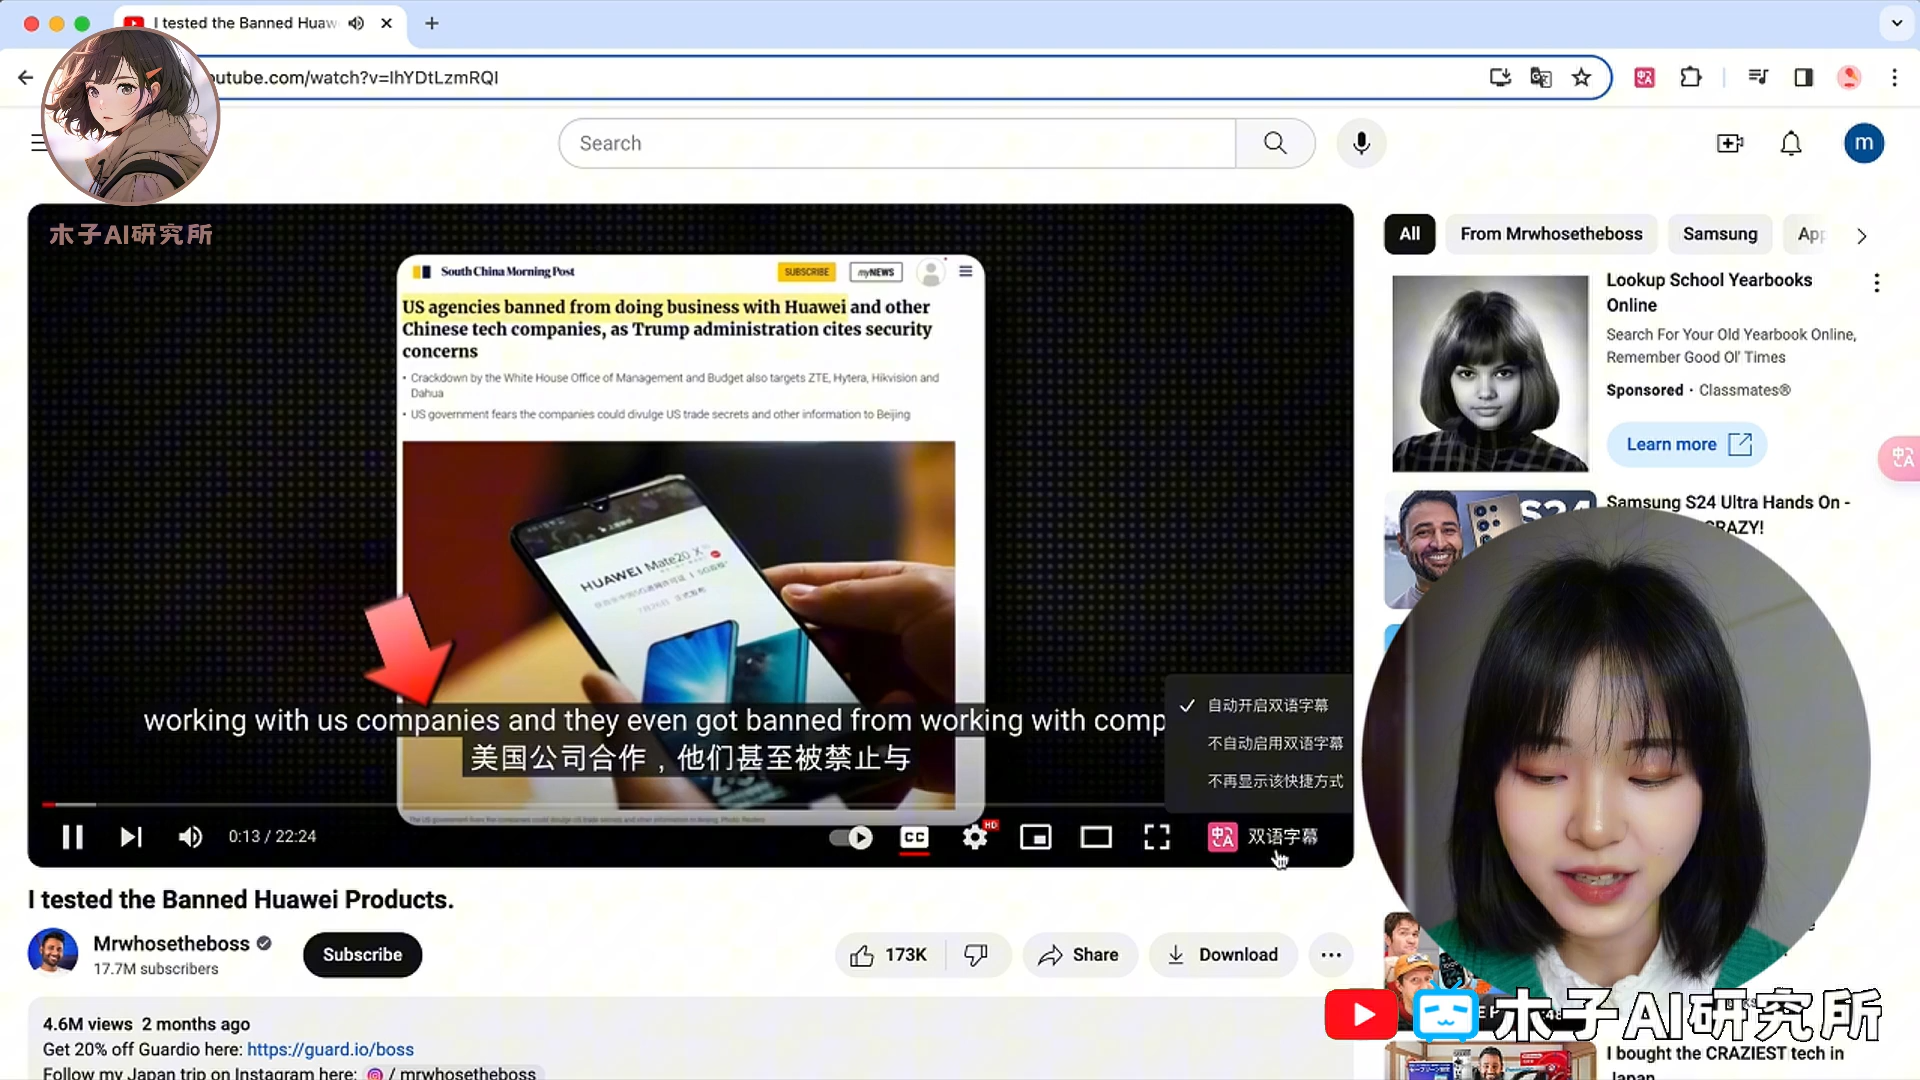 I tested the Banned Huaw
outube.com/watch?v=IhYDtLzmRQI
Search
m
木子AI研究所
South China Morning Post
SUBSCRIBE
myNEWS
US agencies banned from doing business with Huawei and other
Chinese tech companies, as Trump administration cites security
concerns
• Crackdown by the White House Office of Management and Budget also targets ZTE, Hytera, Hikvision and
Dahua
• US government fears the companies could divulge US trade secrets and other information to Beijing
HUAWEI Mate20 X
working with us companies and they even got banned from working with comp
美国公司合作，他们甚至被禁止与
自动开启双语字幕
不自动启用双语字幕
不再显示该快捷方式
0:13 / 22:24
CC
HD
双语字幕
I tested the Banned Huawei Products.
Mrwhosetheboss
17.7M subscribers
Subscribe
173K
Share
Download
4.6M views 2 months ago
Get 20% off Guardio here: https://guard.io/boss
Follow my Japan trip on Instagram here: / mrwhosetheboss
All
From Mrwhosetheboss
Samsung
App
Lookup School Yearbooks
Online
Search For Your Old Yearbook Online,
Remember Good Ol' Times
Sponsored · Classmates®
Learn more
S24
Samsung S24 Ultra Hands On -
CRAZY!
木子AI研究所
I bought the CRAZIEST tech in
Japan